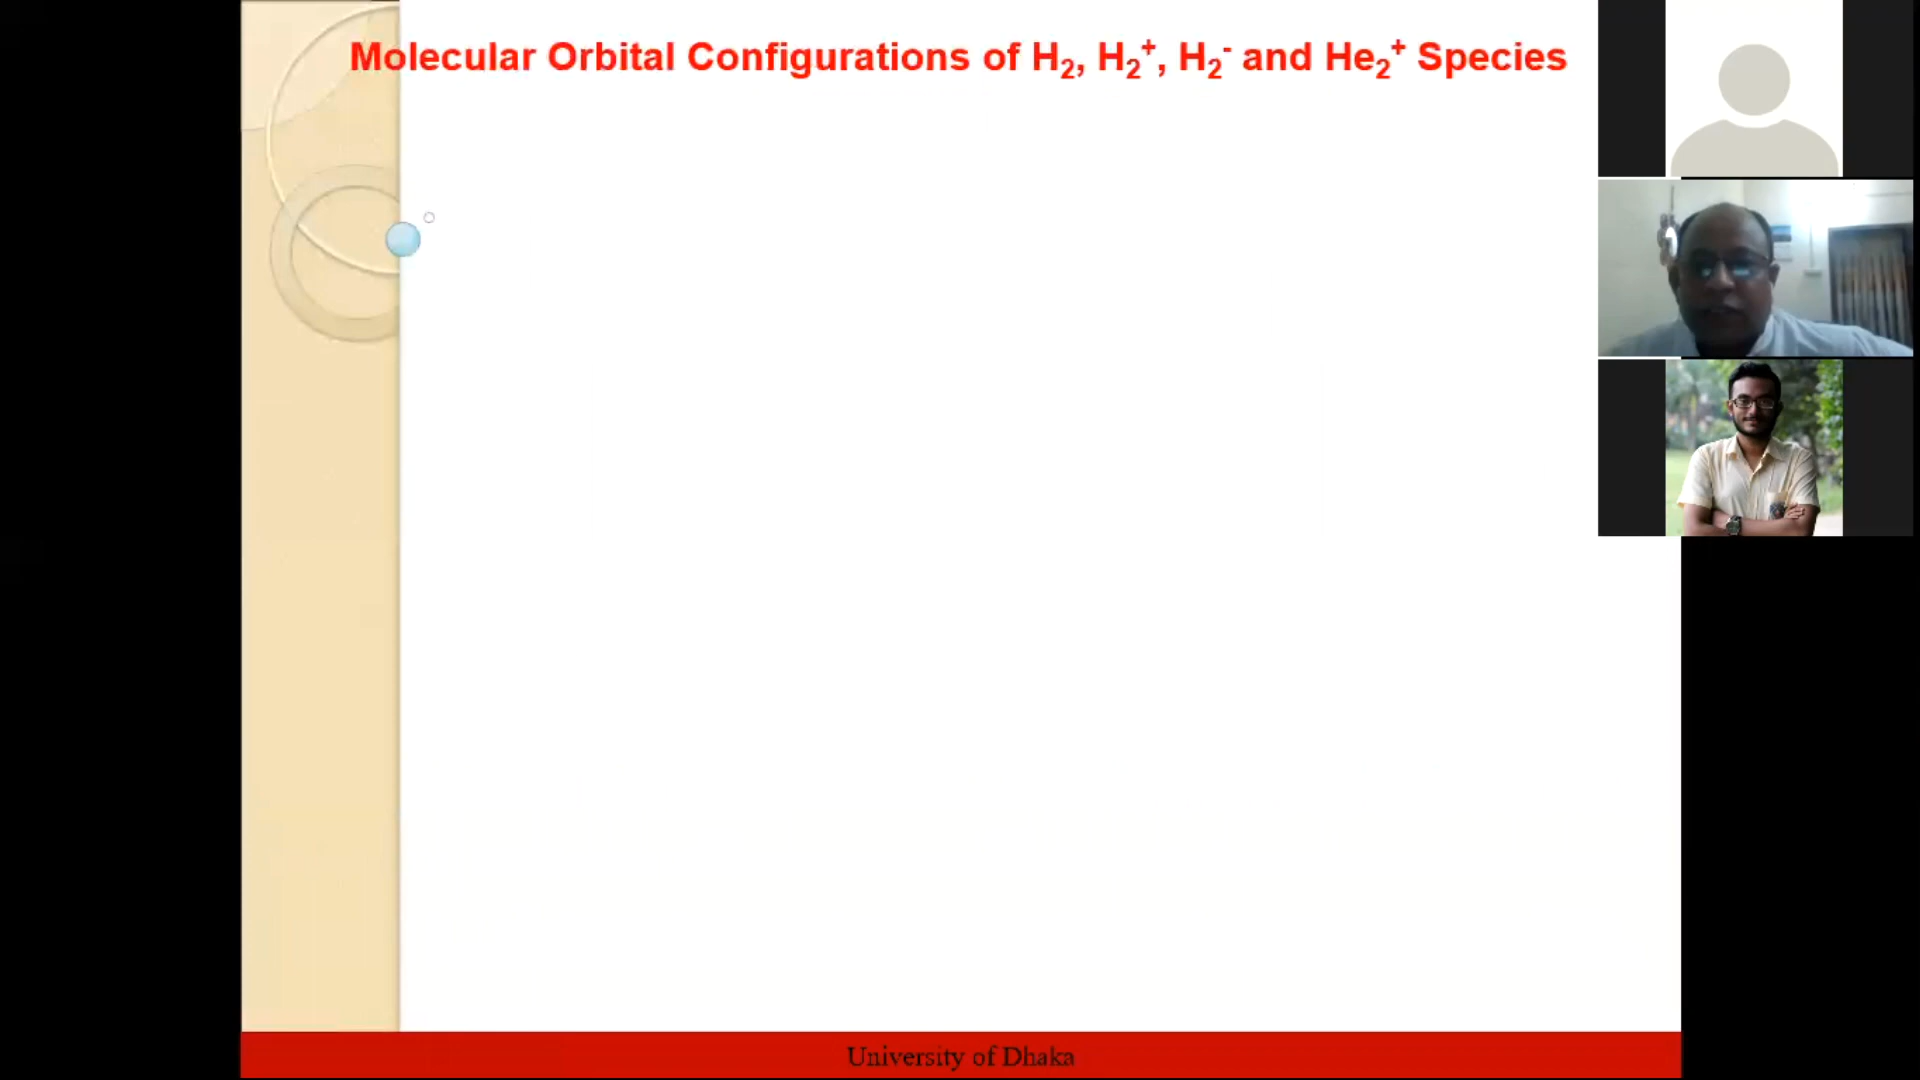 Molecular Orbital Configurations of H₂, H₂⁺, H₂⁻ and He₂⁺ Species
University of Dhaka